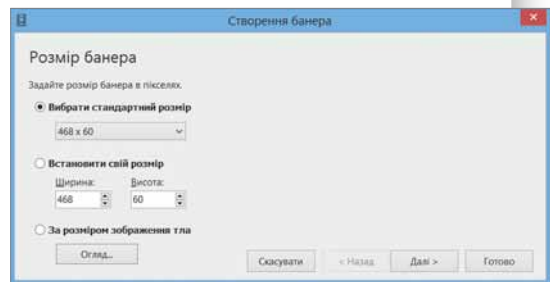 Створення банера
Розмір банера
Задайте розмір банера в пікселях.
Вибрати стандартний розмір
468 x 60
Встановити свій розмір
Ширина: Висота:
468 60
За розміром зображення тла
Огляд...
Скасувати < Назад Далі > Готово